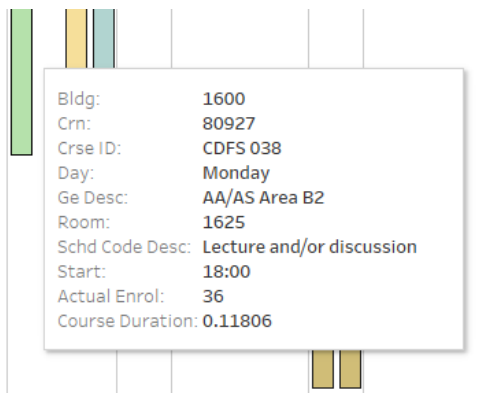 Bldg: 1600
Crn: 80927
Crse ID: CDFS 038
Day: Monday
Ge Desc: AA/AS Area B2
Room: 1625
Schd Code Desc: Lecture and/or discussion
Start: 18:00
Actual Enrol: 36
Course Duration: 0.11806